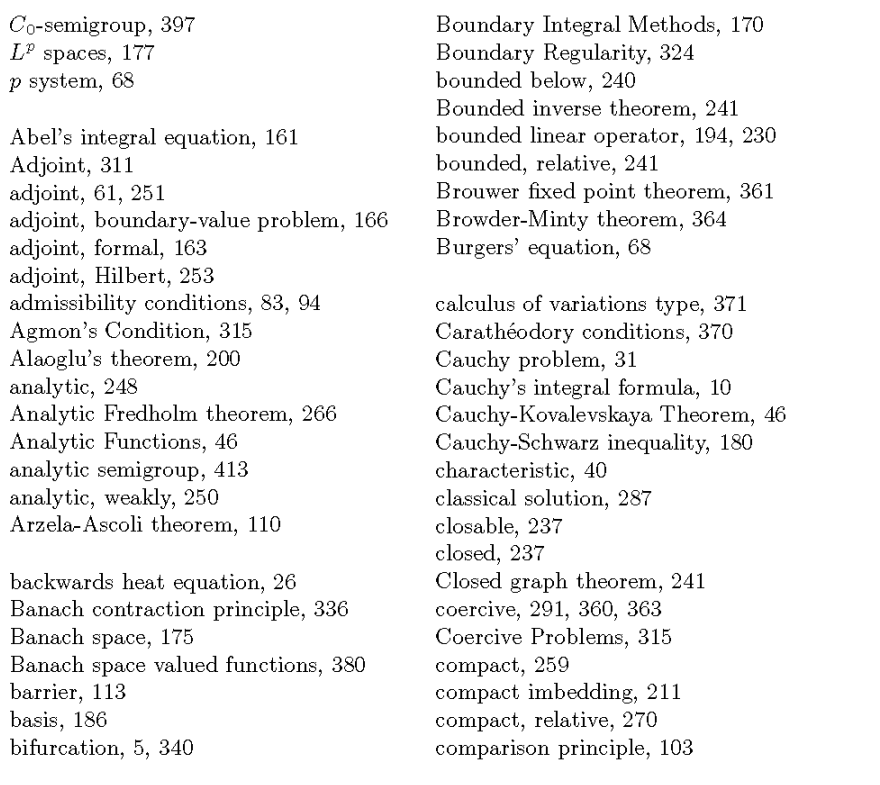 C₀-semigroup, 397
Lᵖ spaces, 177
p system, 68
Abel's integral equation, 161
Adjoint, 311
adjoint, 61, 251
adjoint, boundary-value problem, 166
adjoint, formal, 163
adjoint, Hilbert, 253
admissibility conditions, 83, 94
Agmon's Condition, 315
Alaoglu's theorem, 200
analytic, 248
Analytic Fredholm theorem, 266
Analytic Functions, 46
analytic semigroup, 413
analytic, weakly, 250
Arzela-Ascoli theorem, 110
backwards heat equation, 26
Banach contraction principle, 336
Banach space, 175
Banach space valued functions, 380
barrier, 113
basis, 186
bifurcation, 5, 340
Boundary Integral Methods, 170
Boundary Regularity, 324
bounded below, 240
Bounded inverse theorem, 241
bounded linear operator, 194, 230
bounded, relative, 241
Brouwer fixed point theorem, 361
Browder-Minty theorem, 364
Burgers' equation, 68
calculus of variations type, 371
Carathéodory conditions, 370
Cauchy problem, 31
Cauchy's integral formula, 10
Cauchy-Kovalevskaya Theorem, 46
Cauchy-Schwarz inequality, 180
characteristic, 40
classical solution, 287
closable, 237
closed, 237
Closed graph theorem, 241
coercive, 291, 360, 363
Coercive Problems, 315
compact, 259
compact imbedding, 211
compact, relative, 270
comparison principle, 103